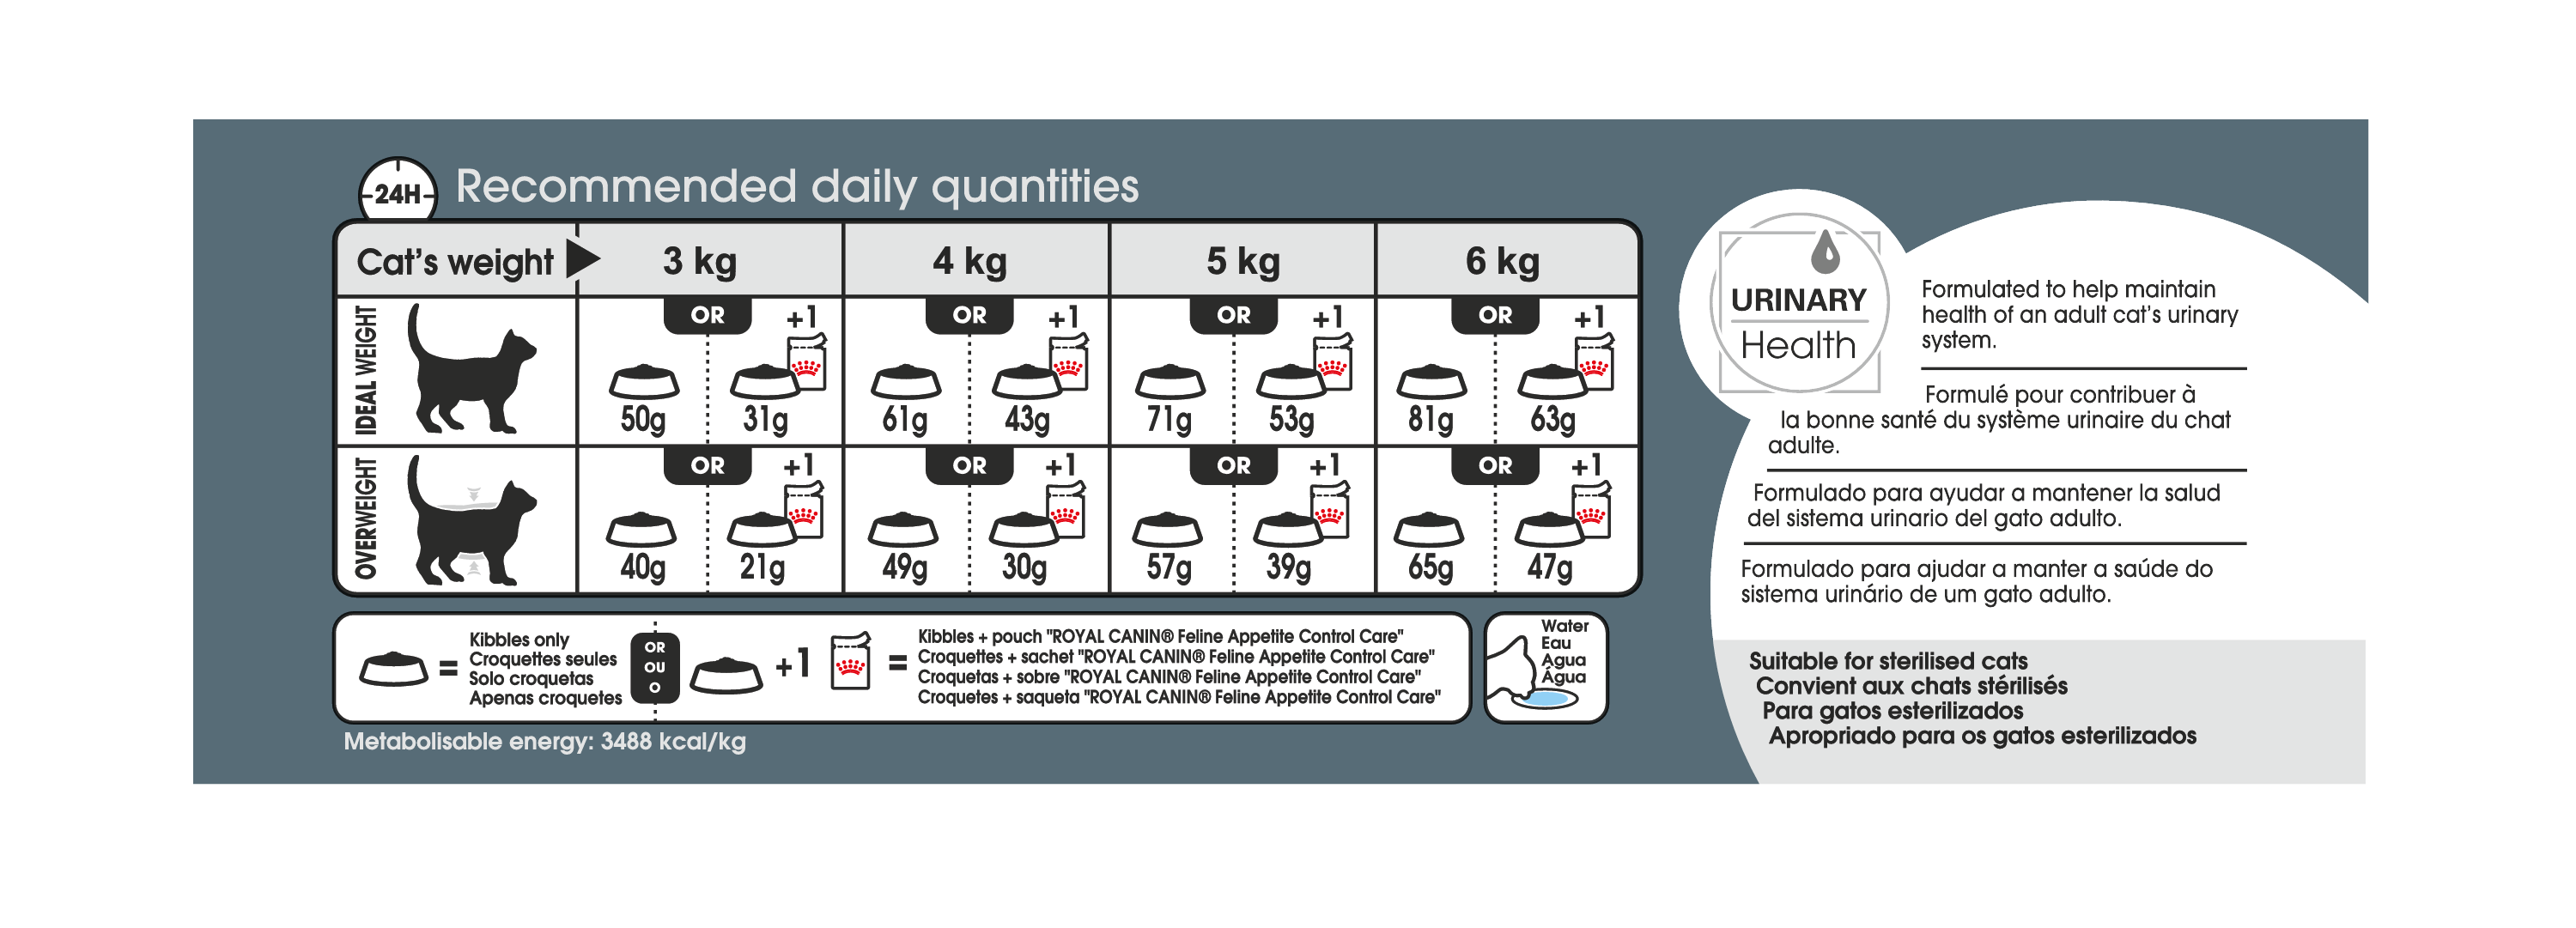 24H
Recommended daily quantities
Cat's weight 3 kg 4 kg 5 kg 6 kg
IDEAL WEIGHT
OR +1 OR +1 OR +1 OR +1
50g 31g 61g 43g 71g 53g 81g 63g
OVERWEIGHT
OR +1 OR +1 OR +1 OR +1
40g 21g 49g 30g 57g 39g 65g 47g
=
Kibbles only
Croquettes seules
Solo croquetas
Apenas croquetes
OR
OU
O
+1
=
Kibbles + pouch "ROYAL CANIN® Feline Appetite Control Care"
Croquettes + sachet "ROYAL CANIN® Feline Appetite Control Care"
Croquetas + sobre "ROYAL CANIN® Feline Appetite Control Care"
Croquetes + saqueta "ROYAL CANIN® Feline Appetite Control Care"
Water
Eau
Agua
Água
Metabolisable energy: 3488 kcal/kg
URINARY
Health
Formulated to help maintain
health of an adult cat's urinary
system.
Formulé pour contribuer à
la bonne santé du système urinaire du chat
adulte.
Formulado para ayudar a mantener la salud
del sistema urinario del gato adulto.
Formulado para ajudar a manter a saúde do
sistema urinário de um gato adulto.
Suitable for sterilised cats
Convient aux chats stérilisés
Para gatos esterilizados
Apropriado para os gatos esterilizados